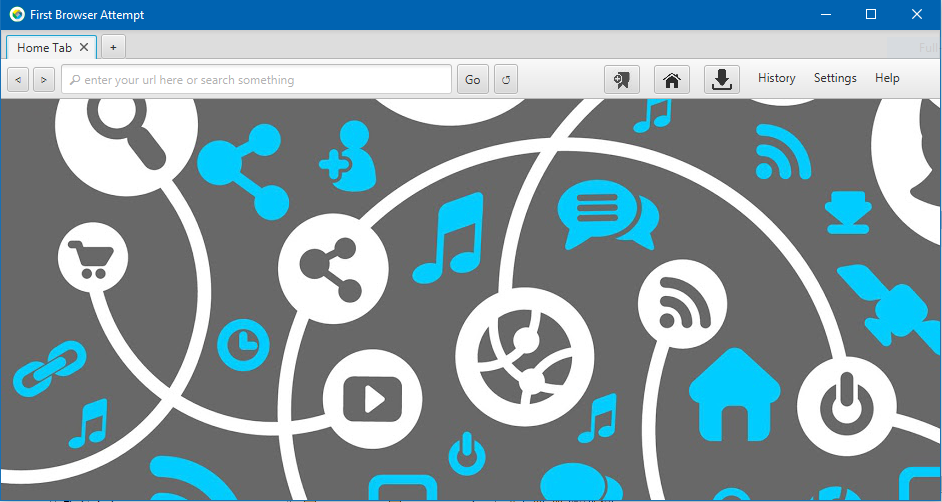 First Browser Attempt
Home Tab
+
< > enter your url here or search something Go History Settings Help
Full